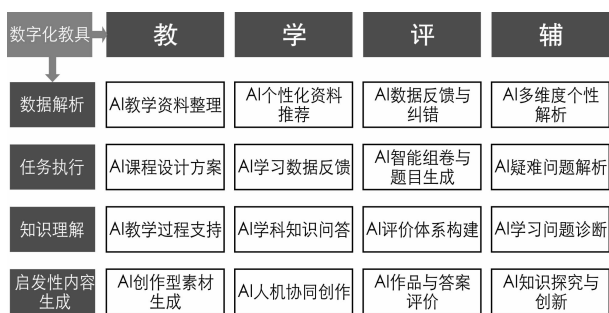 数字化教具
教
学
评
辅
数据解析
AI教学资料整理
AI个性化资料
推荐
AI数据反馈与
纠错
AI多维度个性
解析
任务执行
AI课程设计方案
AI学习数据反馈
AI智能组卷与
题目生成
AI疑难问题解析
知识理解
AI教学过程支持
AI学科知识问答
AI评价体系构建
AI学习问题诊断
启发性内容
生成
AI创作型素材
生成
AI人机协同创作
AI作品与答案
评价
AI知识探究与
创新